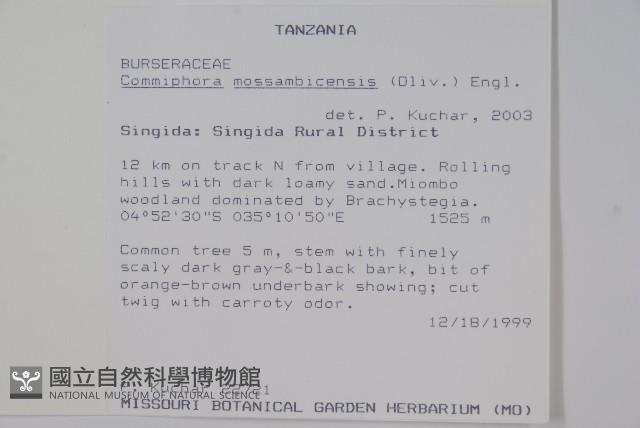 TANZANIA
BURSERACEAE
Commiphora mossambicensis (Oliv.) Engl.
det. P. Kuchar, 2003
Singida: Singida Rural District
12 km on track N from village. Rolling
hills with dark loamy sand.Miombo
woodland dominated by Brachystegia.
04°52'30"S 035°10'50"E 1525 m
Common tree 5 m, stem with finely
scaly dark gray-&-black bark, bit of
orange-brown underbark showing; cut
twig with carroty odor.
12/18/1999
國立自然科學博物館
Kuchar
NATIONAL MUSEUM OF NATURAL SCIENCE
MISSOURI BOTANICAL GARDEN HERBARIUM (MO)